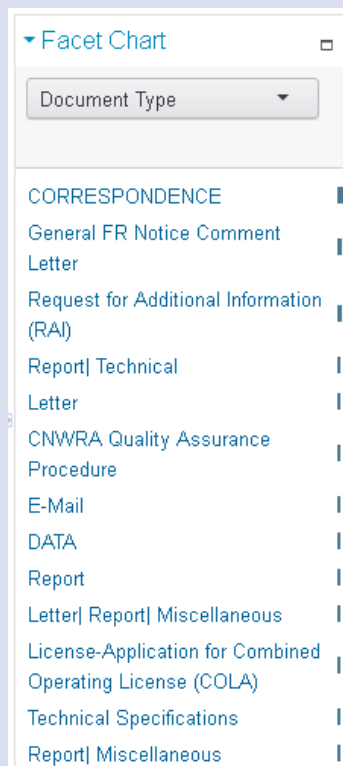 Facet Chart
Document Type
CORRESPONDENCE
General FR Notice Comment
Letter
Request for Additional Information
(RAI)
Report| Technical
Letter
CNWRA Quality Assurance
Procedure
E-Mail
DATA
Report
Letter| Report| Miscellaneous
License-Application for Combined
Operating License (COLA)
Technical Specifications
Report| Miscellaneous